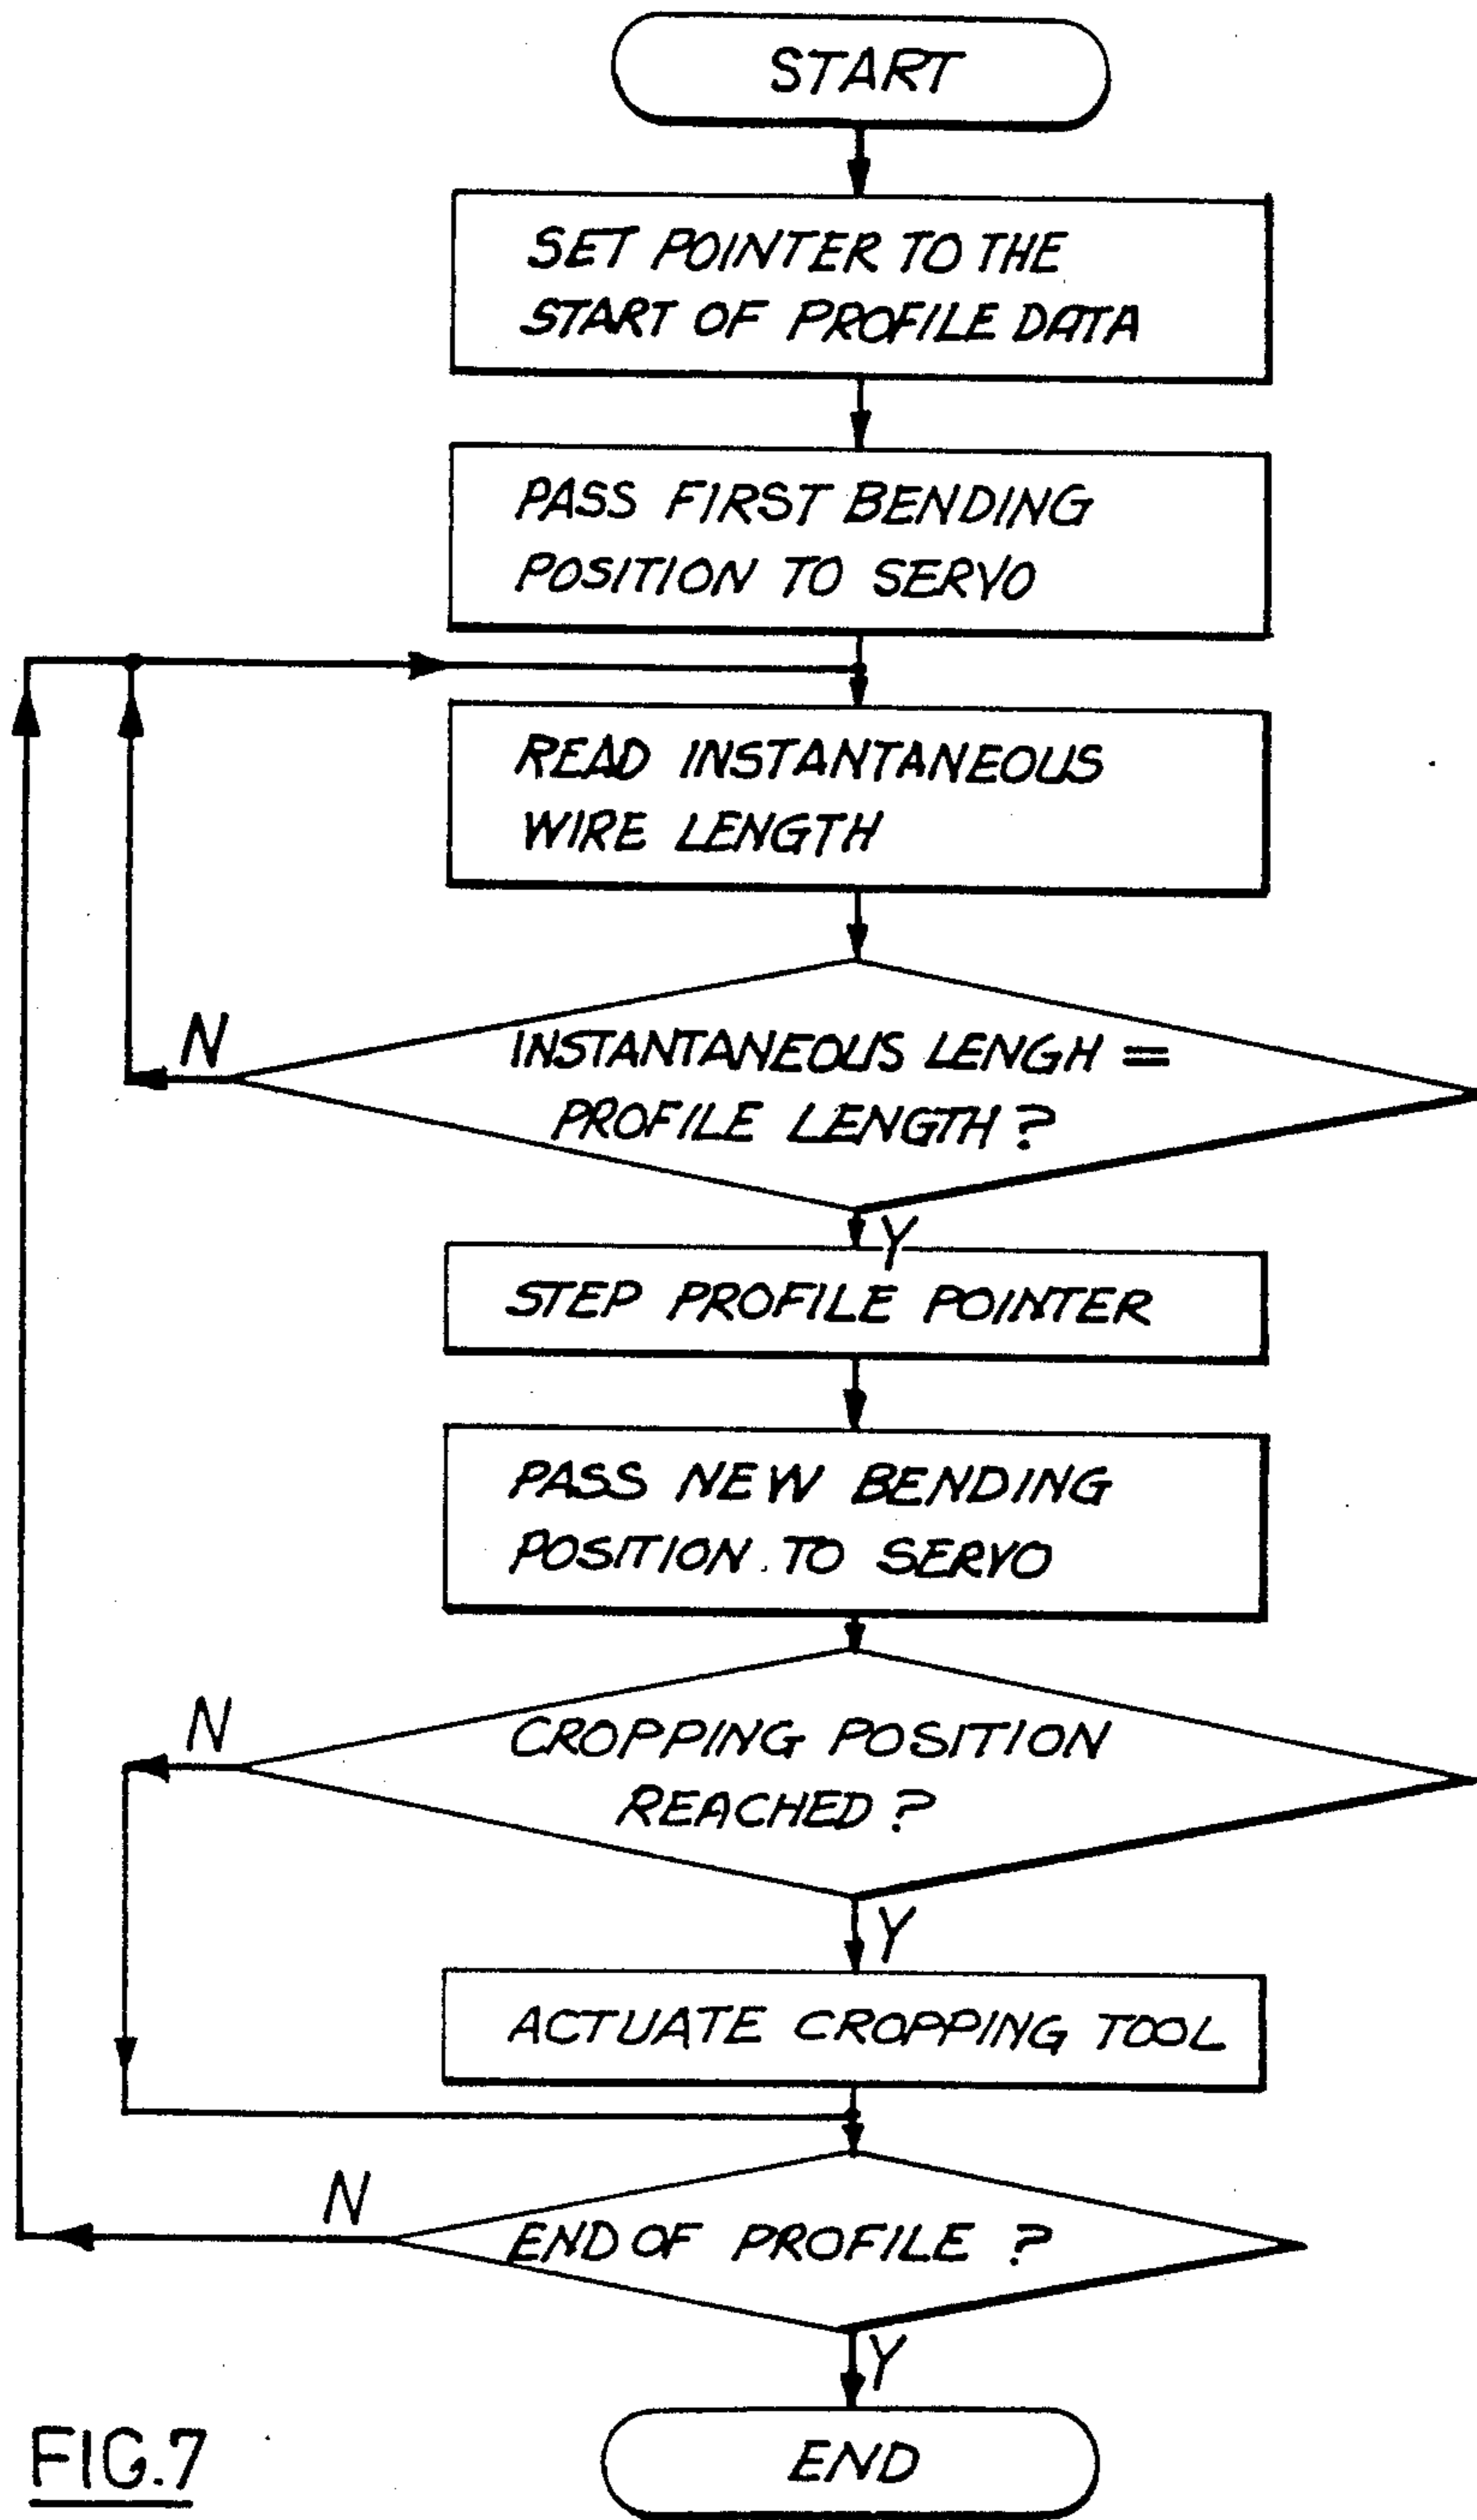 START
SET POINTER TO THE
START OF PROFILE DATA
PASS FIRST BENDING
POSITION TO SERVO
READ INSTANTANEOUS
WIRE LENGTH
N
INSTANTANEOUS LENGH =
PROFILE LENGTH ?
Y
STEP PROFILE POINTER
PASS NEW BENDING
POSITION TO SERVO
N
CROPPING POSITION
REACHED ?
Y
ACTUATE CROPPING TOOL
N
END OF PROFILE ?
Y
END
FIG.7